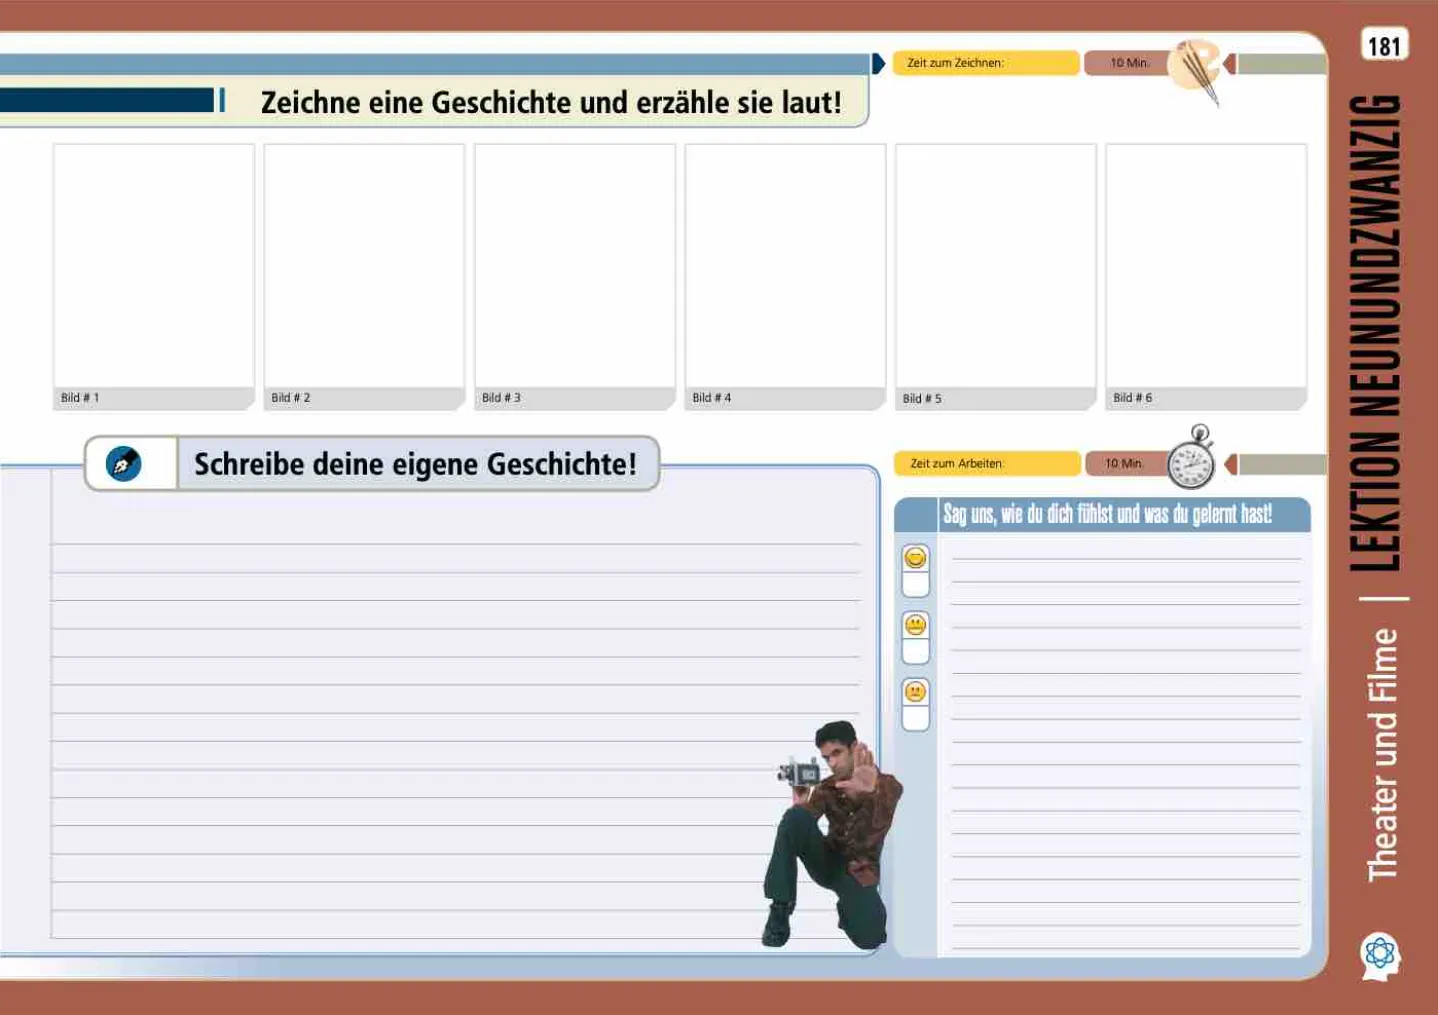 181
Zeit zum Zeichnen:
10 Min.
Zeichne eine Geschichte und erzähle sie laut!
Bild # 1
Bild # 2
Bild # 3
Bild # 4
Bild # 5
Bild # 6
Schreibe deine eigene Geschichte!
Zeit zum Arbeiten:
10 Min.
Sag uns, wie du dich fühlst und was du gelernt hast!
LEKTION NEUNUNDZWANZIG
Theater und Filme